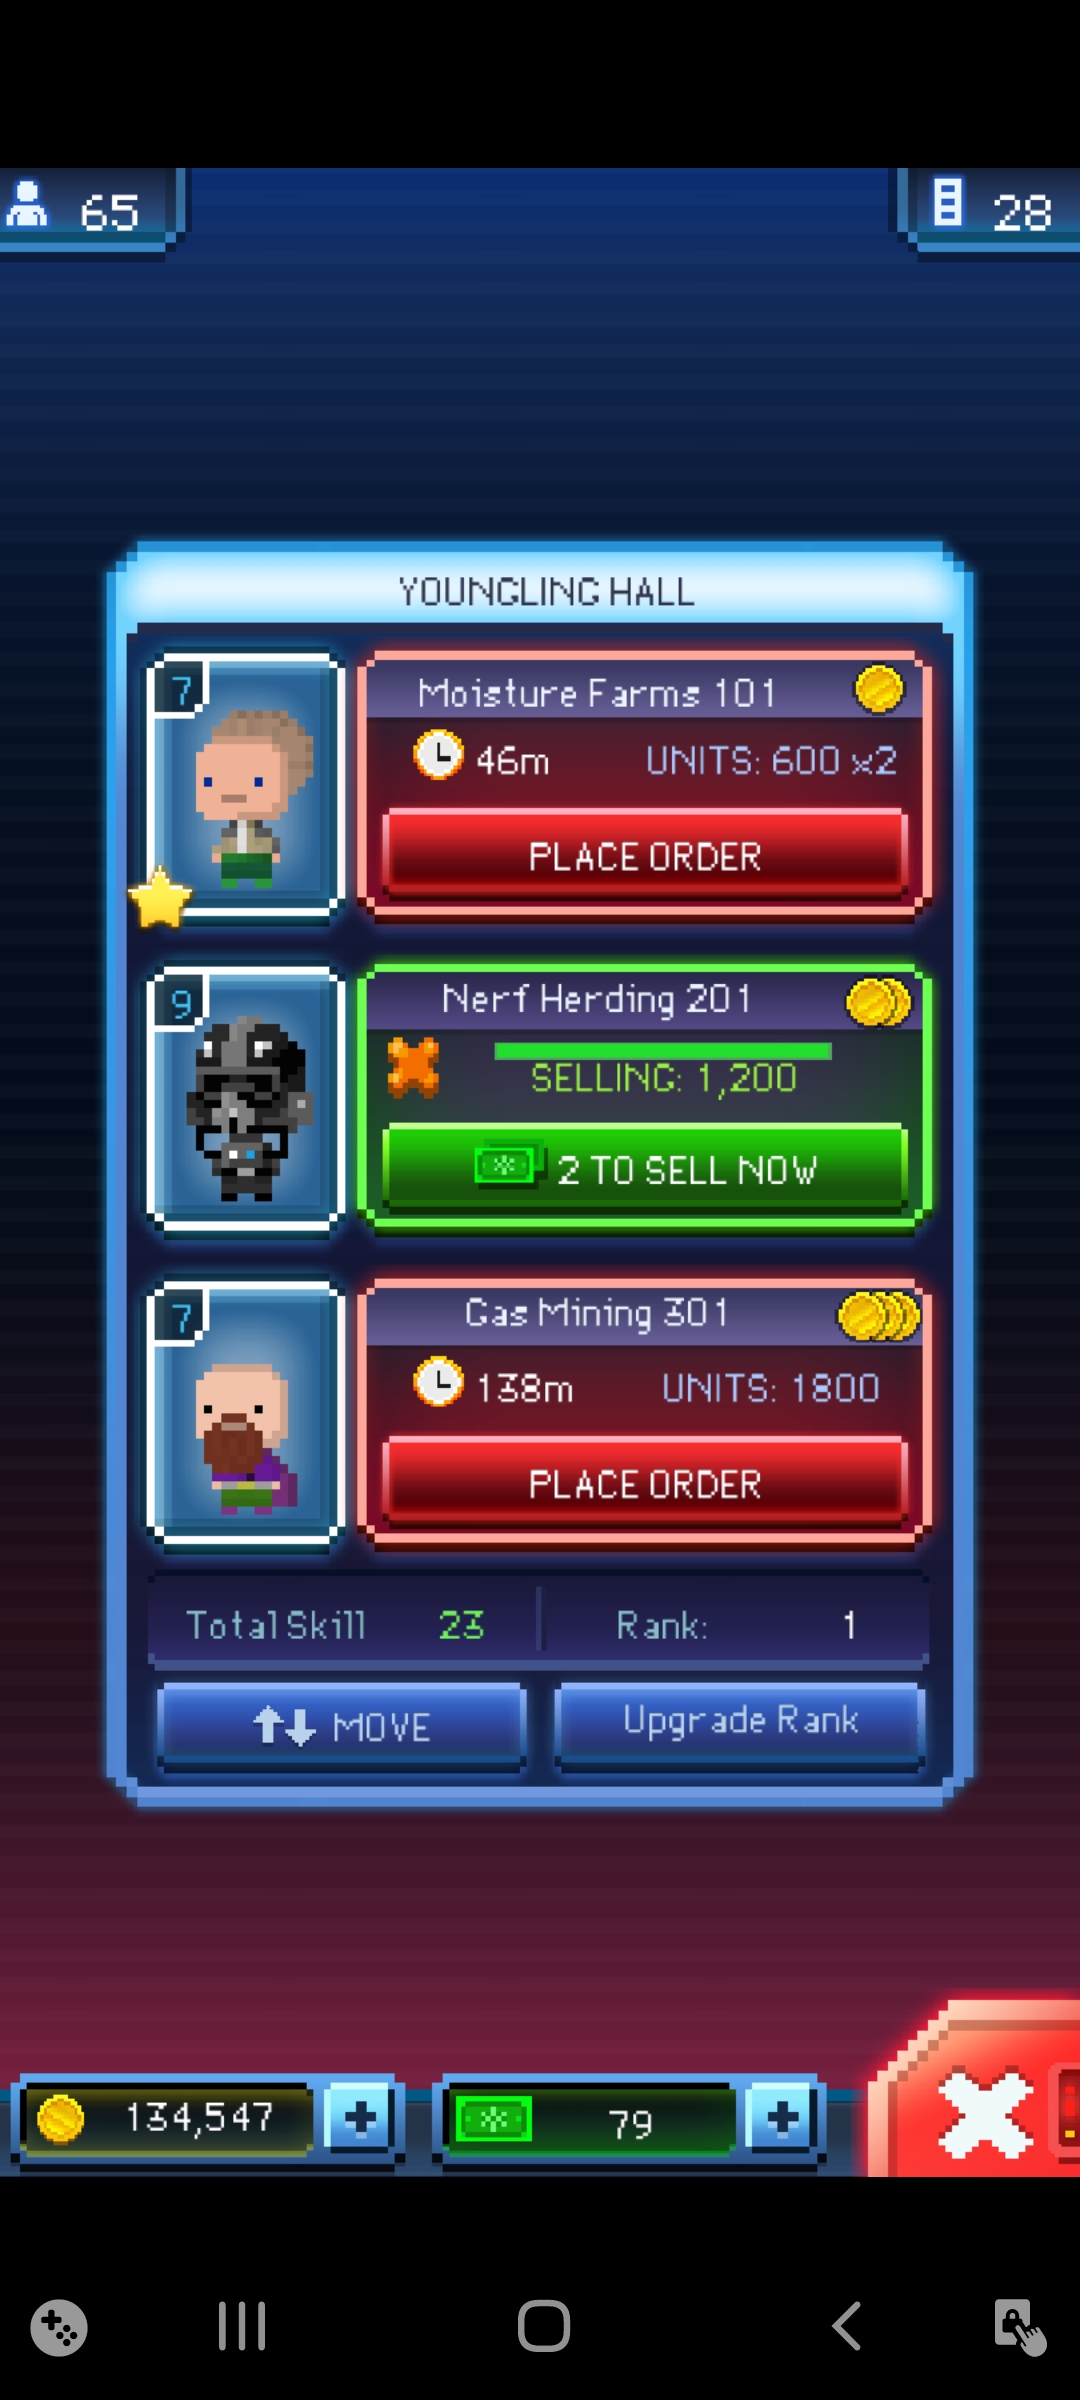 65
28
YOUNGLING HALL
7
Moisture Farms 101
46m
UNITS: 600 x2
PLACE ORDER
9
Nerf Herding 201
SELLING: 1,200
2 TO SELL NOW
7
Gas Mining 301
138m
UNITS: 1800
PLACE ORDER
Total Skill 23
Rank: 1
MOVE
Upgrade Rank
134,547
79